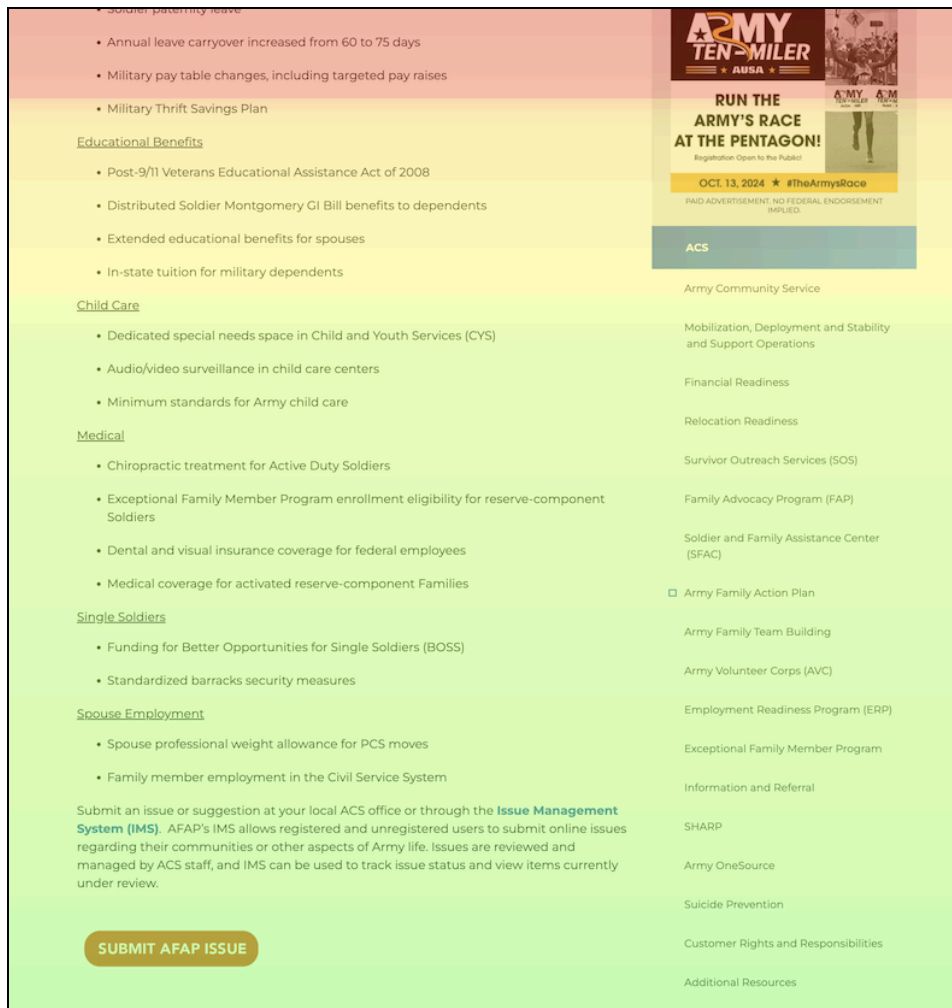 Soldier paternity leave
• Annual leave carryover increased from 60 to 75 days
• Military pay table changes, including targeted pay raises
• Military Thrift Savings Plan
Educational Benefits
• Post-9/11 Veterans Educational Assistance Act of 2008
• Distributed Soldier Montgomery GI Bill benefits to dependents
• Extended educational benefits for spouses
• In-state tuition for military dependents
Child Care
• Dedicated special needs space in Child and Youth Services (CYS)
• Audio/video surveillance in child care centers
• Minimum standards for Army child care
Medical
• Chiropractic treatment for Active Duty Soldiers
• Exceptional Family Member Program enrollment eligibility for reserve-component
Soldiers
• Dental and visual insurance coverage for federal employees
• Medical coverage for activated reserve-component Families
Single Soldiers
• Funding for Better Opportunities for Single Soldiers (BOSS)
• Standardized barracks security measures
Spouse Employment
• Spouse professional weight allowance for PCS moves
• Family member employment in the Civil Service System
Submit an issue or suggestion at your local ACS office or through the Issue Management
System (IMS). AFAP's IMS allows registered and unregistered users to submit online issues
regarding their communities or other aspects of Army life. Issues are reviewed and
managed by ACS staff, and IMS can be used to track issue status and view items currently
under review.
SUBMIT AFAP ISSUE
ARMY
TEN-MILER
AUSA
RUN THE
ARMY'S RACE
AT THE PENTAGON!
Registration Open to the Public!
OCT. 13, 2024 ★ #TheArmysRace
PAID ADVERTISEMENT. NO FEDERAL ENDORSEMENT
IMPLIED.
ACS
Army Community Service
Mobilization, Deployment and Stability
and Support Operations
Financial Readiness
Relocation Readiness
Survivor Outreach Services (SOS)
Family Advocacy Program (FAP)
Soldier and Family Assistance Center
(SFAC)
Army Family Action Plan
Army Family Team Building
Army Volunteer Corps (AVC)
Employment Readiness Program (ERP)
Exceptional Family Member Program
Information and Referral
SHARP
Army OneSource
Suicide Prevention
Customer Rights and Responsibilities
Additional Resources